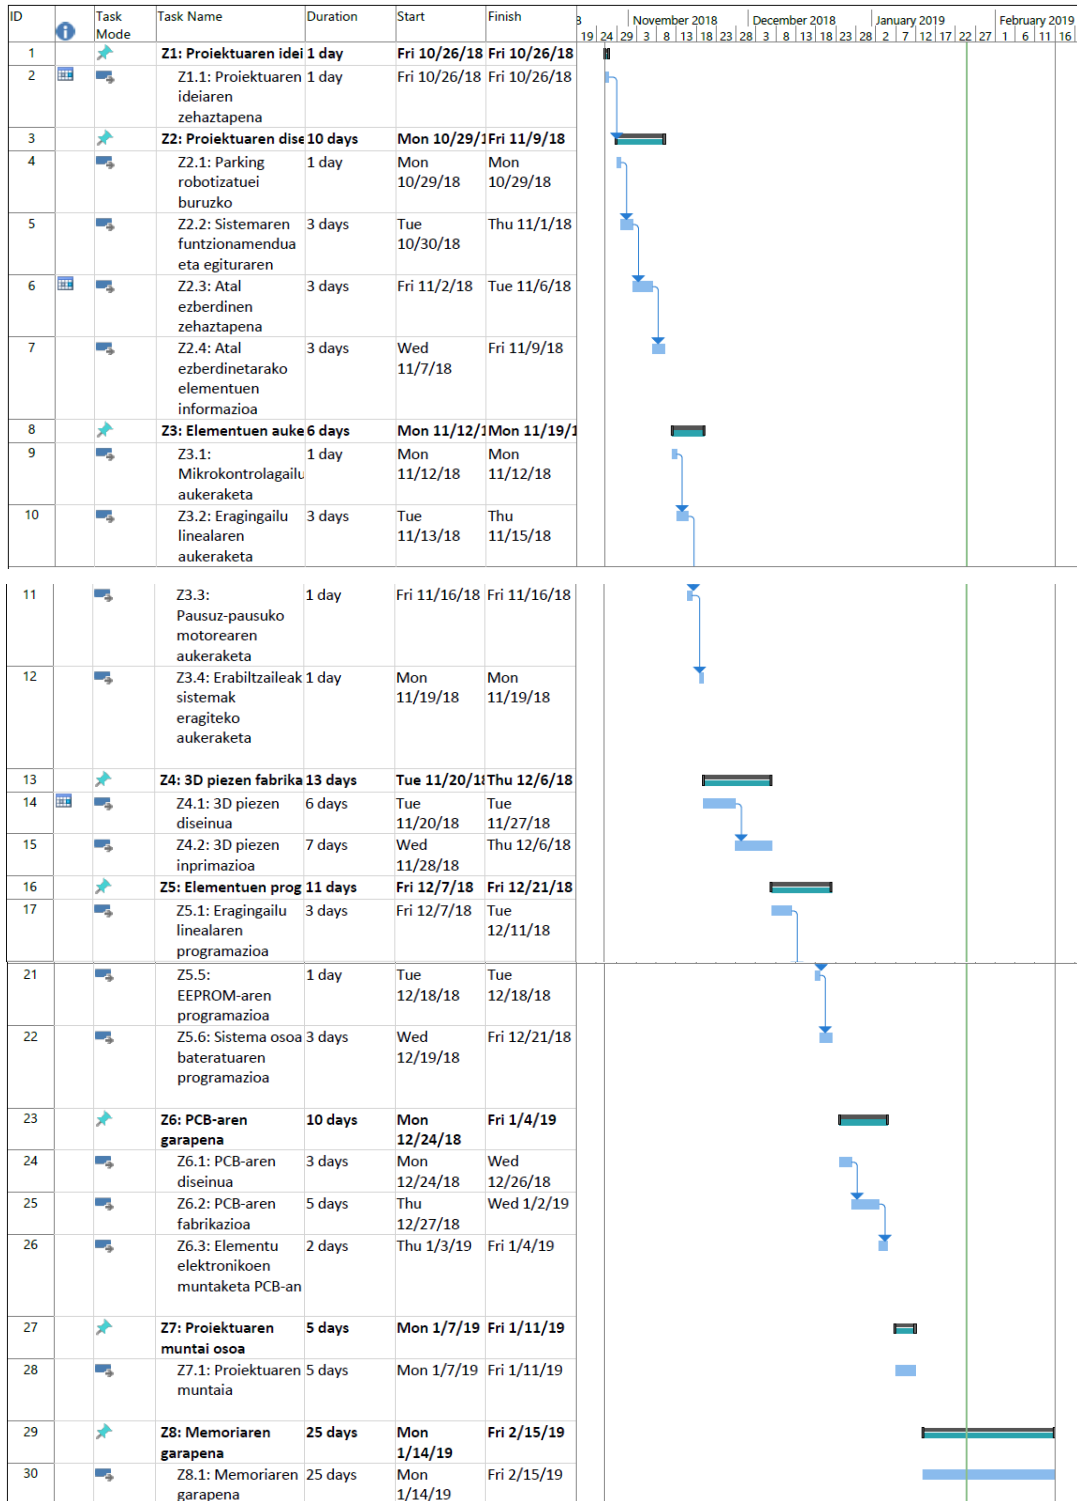 ID Task Mode Task Name Duration Start Finish
3 November 2018 December 2018 January 2019 February 2019
19 24 29 3 8 13 18 23 28 3 8 13 18 23 28 2 7 12 17 22 27 1 6 11 16
1 Z1: Proiektuaren idei 1 day Fri 10/26/18 Fri 10/26/18
2 Z1.1: Proiektuaren 1 day Fri 10/26/18 Fri 10/26/18
ideiaren
zehaztapena
3 Z2: Proiektuaren dise 10 days Mon 10/29/1 Fri 11/9/18
4 Z2.1: Parking 1 day Mon Mon
robotizatuei 10/29/18 10/29/18
buruzko
5 Z2.2: Sistemaren 3 days Tue Thu 11/1/18
funtzionamendua 10/30/18
eta egituraren
6 Z2.3: Atal 3 days Fri 11/2/18 Tue 11/6/18
ezberdinen
zehaztapena
7 Z2.4: Atal 3 days Wed Fri 11/9/18
ezberdinetarako 11/7/18
elementuen
informazioa
8 Z3: Elementuen auke 6 days Mon 11/12/1 Mon 11/19/1
9 Z3.1: 1 day Mon Mon
Mikrokontrolagailu 11/12/18 11/12/18
aukeraketa
10 Z3.2: Eragingailu 3 days Tue Thu
linealaren 11/13/18 11/15/18
aukeraketa
11 Z3.3: 1 day Fri 11/16/18 Fri 11/16/18
Pausuz-pausuko
motorearen
aukeraketa
12 Z3.4: Erabiltzaileak 1 day Mon Mon
sistemak 11/19/18 11/19/18
eragiteko
aukeraketa
13 Z4: 3D piezen fabrika 13 days Tue 11/20/18 Thu 12/6/18
14 Z4.1: 3D piezen 6 days Tue Tue
diseinua 11/20/18 11/27/18
15 Z4.2: 3D piezen 7 days Wed Thu 12/6/18
inprimazioa 11/28/18
16 Z5: Elementuen prog 11 days Fri 12/7/18 Fri 12/21/18
17 Z5.1: Eragingailu 3 days Fri 12/7/18 Tue
linealaren 12/11/18
programazioa
21 Z5.5: 1 day Tue Tue
EEPROM-aren 12/18/18 12/18/18
programazioa
22 Z5.6: Sistema osoa 3 days Wed Fri 12/21/18
bateratuaren 12/19/18
programazioa
23 Z6: PCB-aren 10 days Mon Fri 1/4/19
garapena 12/24/18
24 Z6.1: PCB-aren 3 days Mon Wed
diseinua 12/24/18 12/26/18
25 Z6.2: PCB-aren 5 days Thu Wed 1/2/19
fabrikazioa 12/27/18
26 Z6.3: Elementu 2 days Thu 1/3/19 Fri 1/4/19
elektronikoen
muntaketa PCB-an
27 Z7: Proiektuaren 5 days Mon 1/7/19 Fri 1/11/19
muntai osoa
28 Z7.1: Proiektuaren 5 days Mon 1/7/19 Fri 1/11/19
muntaia
29 Z8: Memoriaren 25 days Mon Fri 2/15/19
garapena 1/14/19
30 Z8.1: Memoriaren 25 days Mon Fri 2/15/19
garapena 1/14/19